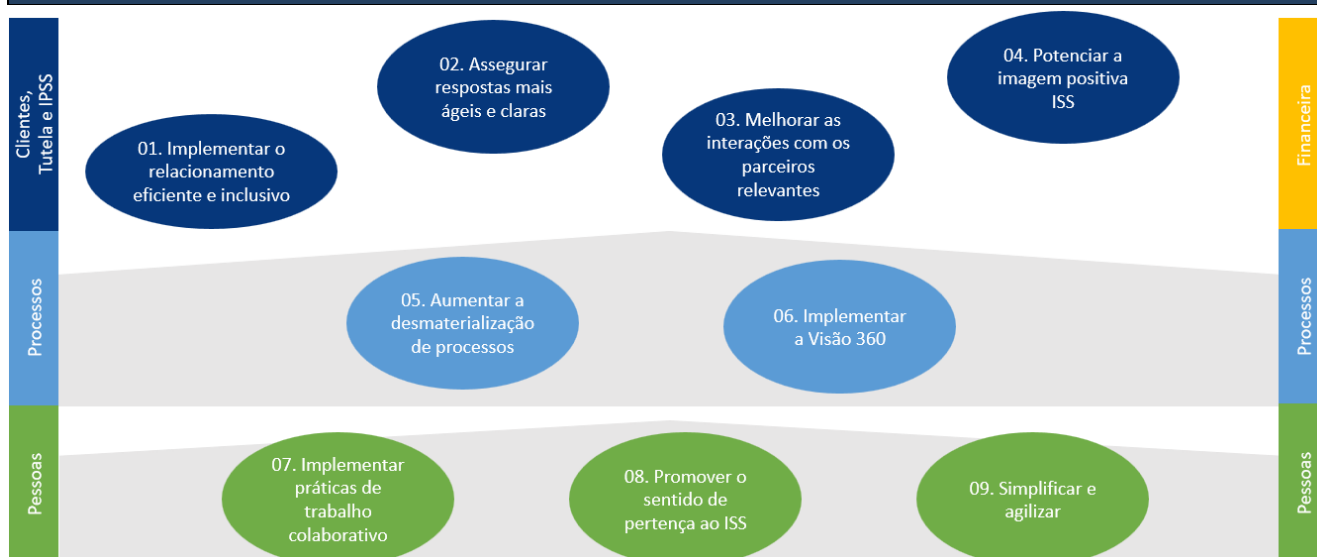 Clientes,
Tutela e IPSS
01. Implementar o
relacionamento
eficiente e inclusivo
02. Assegurar
respostas mais
ágeis e claras
03. Melhorar as
interações com os
parceiros
relevantes
04. Potenciar a
imagem positiva
ISS
Financeira
Processos
05. Aumentar a
desmaterialização
de processos
06. Implementar
a Visão 360
Processos
Pessoas
07. Implementar
práticas de
trabalho
colaborativo
08. Promover o
sentido de
pertença ao ISS
09. Simplificar e
agilizar
Pessoas